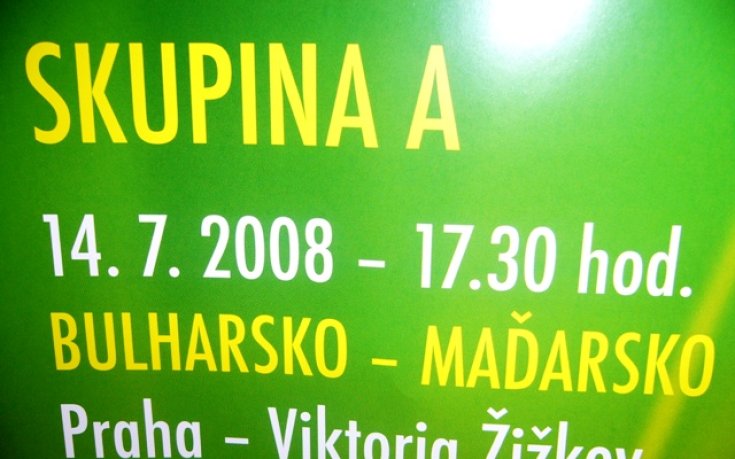 SKUPINA A
14. 7. 2008 – 17.30 hod.
BULHARSKO – MAĎARSKO
Praha – Viktoria Žižkov